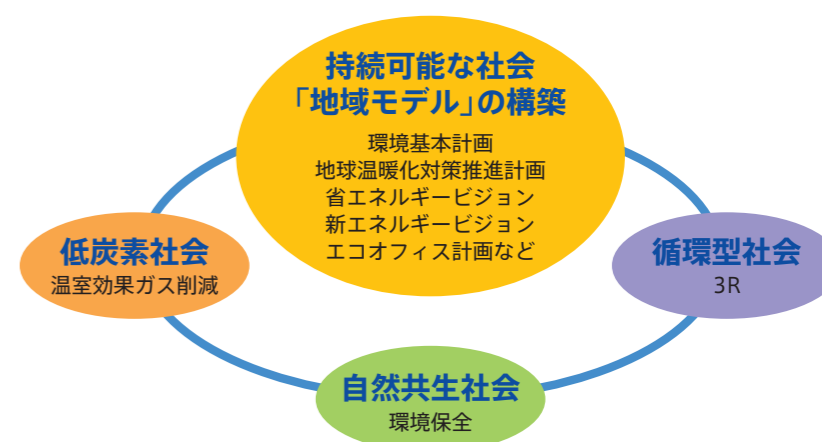 持続可能な社会
「地域モデル」の構築
環境基本計画
地球温暖化対策推進計画
省エネルギービジョン
新エネルギービジョン
エコオフィス計画など
低炭素社会
温室効果ガス削減
循環型社会
3R
自然共生社会
環境保全